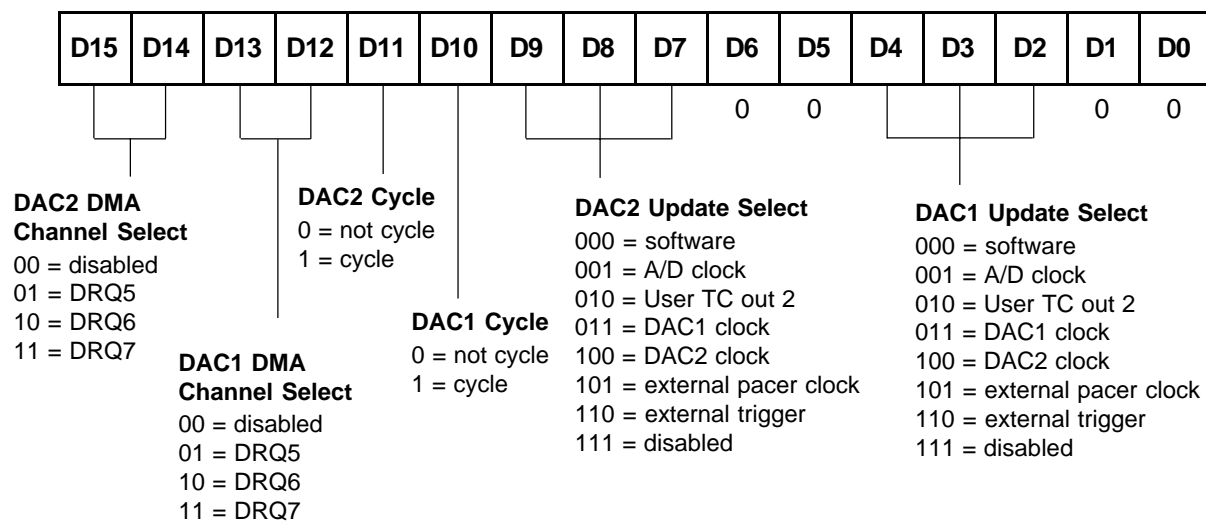 D15 D14 D13 D12 D11 D10 D9 D8 D7 D6 D5 D4 D3 D2 D1 D0
0 0 0 0
DAC2 DMA
Channel Select
00 = disabled
01 = DRQ5
10 = DRQ6
11 = DRQ7
DAC1 DMA
Channel Select
00 = disabled
01 = DRQ5
10 = DRQ6
11 = DRQ7
DAC2 Cycle
0 = not cycle
1 = cycle
DAC1 Cycle
0 = not cycle
1 = cycle
DAC2 Update Select
000 = software
001 = A/D clock
010 = User TC out 2
011 = DAC1 clock
100 = DAC2 clock
101 = external pacer clock
110 = external trigger
111 = disabled
DAC1 Update Select
000 = software
001 = A/D clock
010 = User TC out 2
011 = DAC1 clock
100 = DAC2 clock
101 = external pacer clock
110 = external trigger
111 = disabled